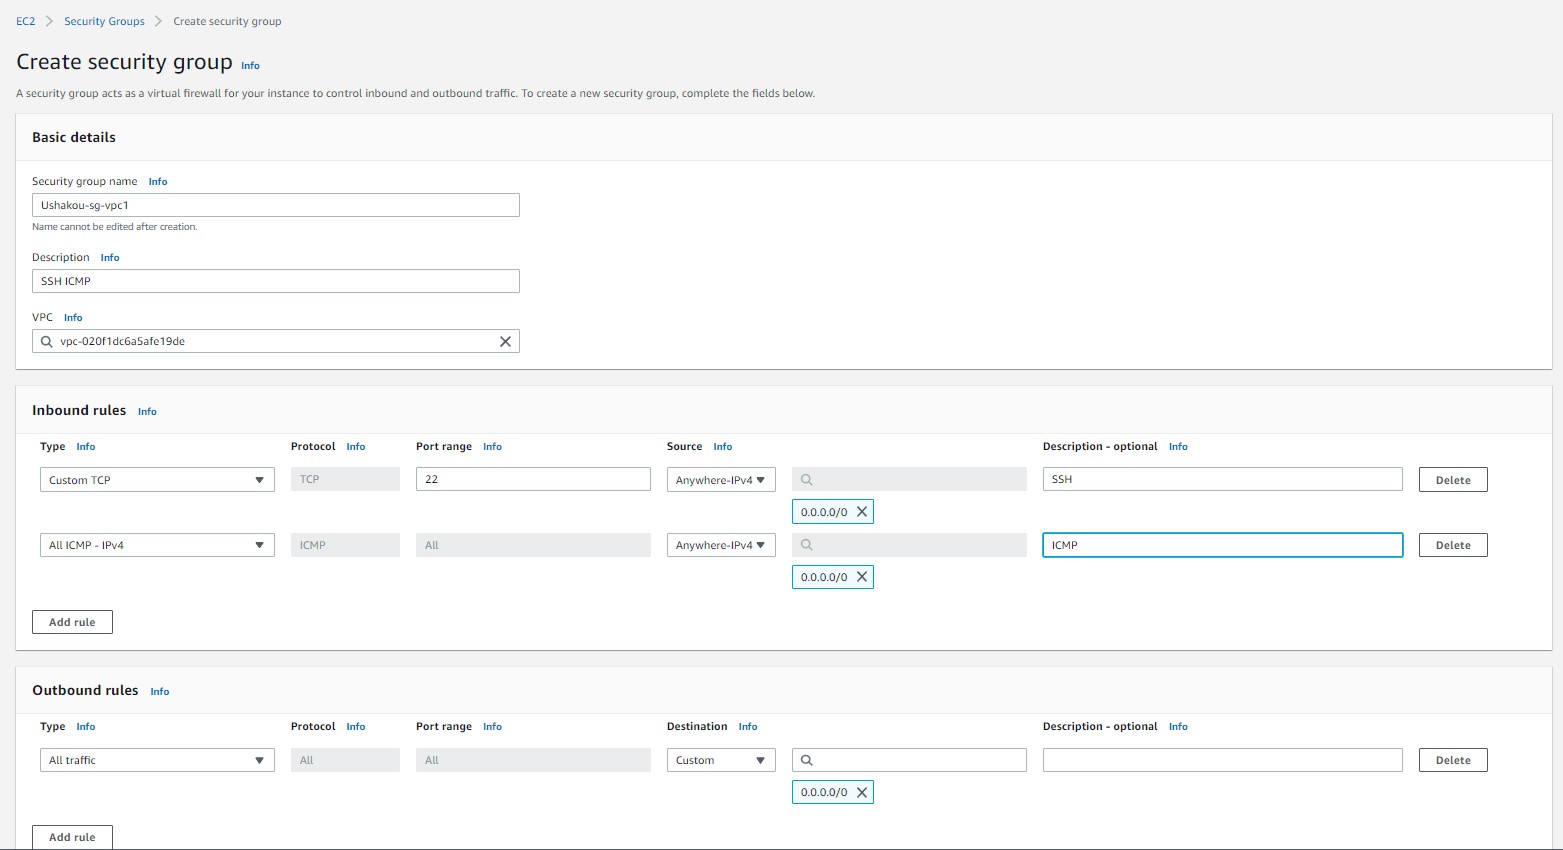 EC2 > Security Groups > Create security group
Create security group Info
A security group acts as a virtual firewall for your instance to control inbound and outbound traffic. To create a new security group, complete the fields below.
Basic details
Security group name Info
Ushakou-sg-vpc1
Name cannot be edited after creation.
Description Info
SSH ICMP
VPC Info
vpc-020f1dc6a5afe19de
Inbound rules Info
Type Info Protocol Info Port range Info Source Info Description - optional Info
Custom TCP TCP 22 Anywhere-IPv4 SSH Delete
0.0.0.0/0
All ICMP - IPv4 ICMP All Anywhere-IPv4 ICMP Delete
0.0.0.0/0
Add rule
Outbound rules Info
Type Info Protocol Info Port range Info Destination Info Description - optional Info
All traffic All All Custom Delete
0.0.0.0/0
Add rule